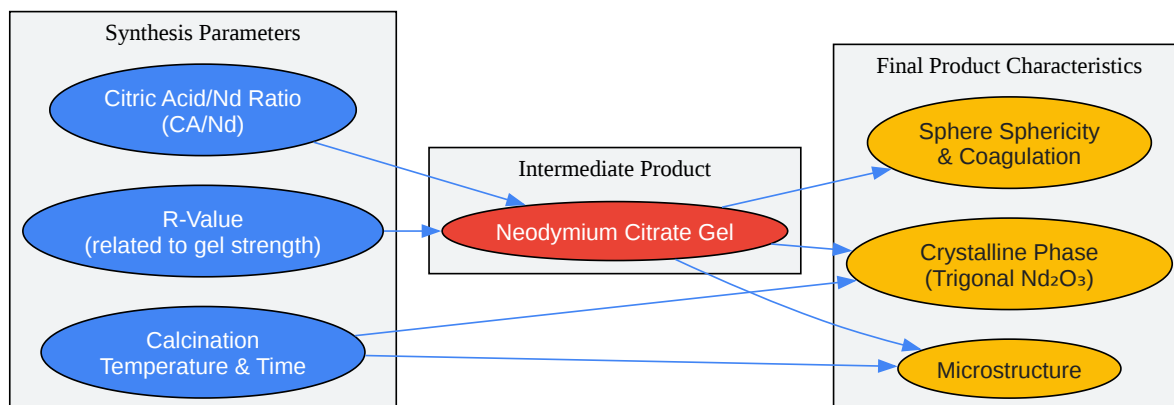 Synthesis Parameters
Citric Acid/Nd Ratio
(CA/Nd)
R-Value
(related to gel strength)
Calcination
Temperature & Time
Intermediate Product
Neodymium Citrate Gel
Final Product Characteristics
Sphere Sphericity
& Coagulation
Crystalline Phase
(Trigonal Nd₂O₃)
Microstructure